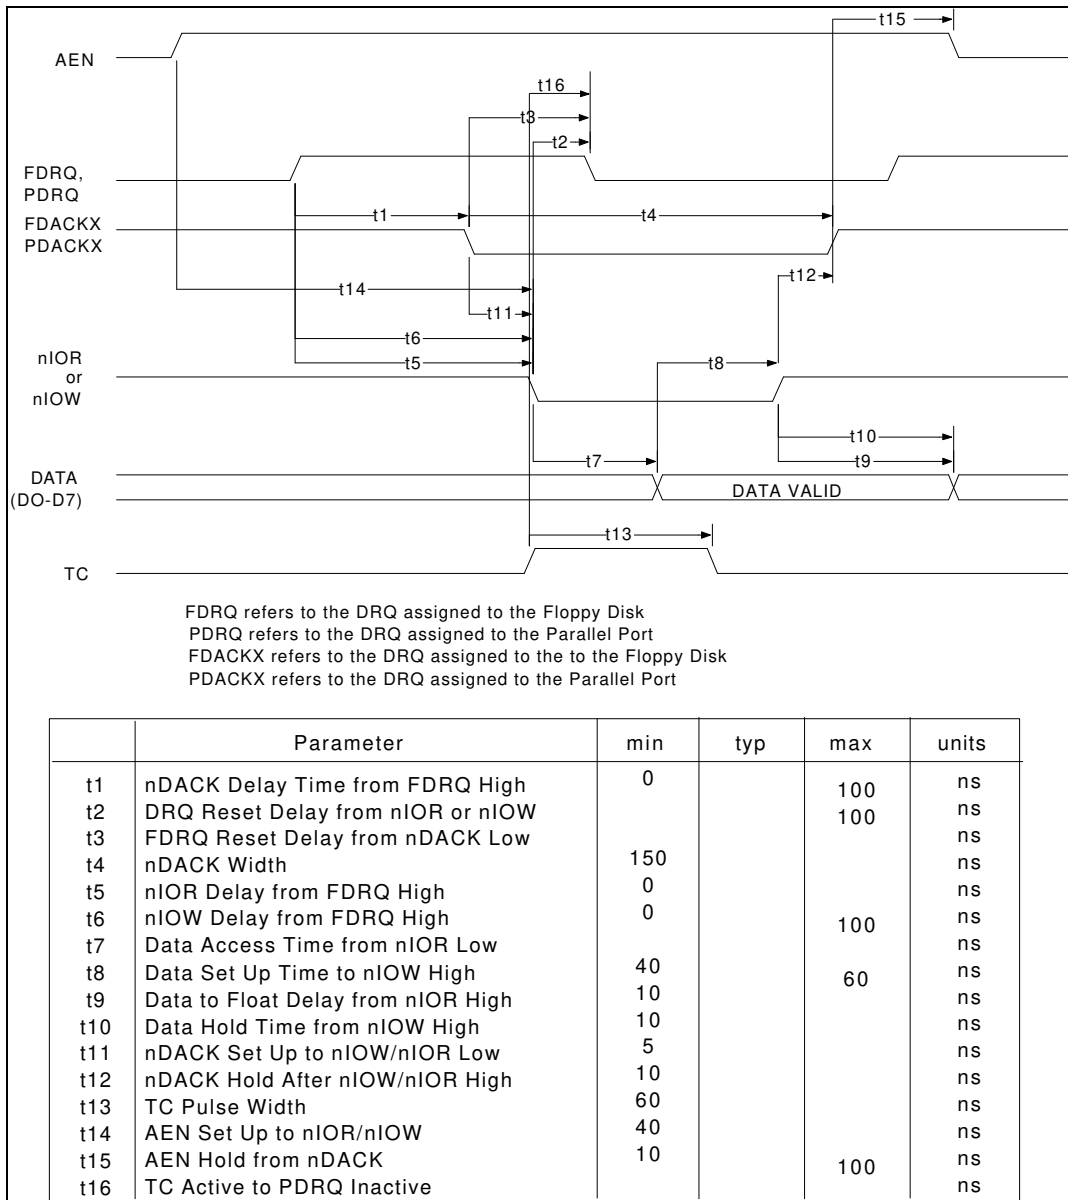 t15
AEN
t16
t3
t2
FDRQ,
PDRQ
t1
t4
FDACKX
PDACKX
t12
t14
t11
t6
t5
nIOR
or
nIOW
t8
t10
t7
t9
DATA
(DO-D7)
DATA VALID
t13
TC
FDRQ refers to the DRQ assigned to the Floppy Disk
PDRQ refers to the DRQ assigned to the Parallel Port
FDACKX refers to the DRQ assigned to the to the Floppy Disk
PDACKX refers to the DRQ assigned to the Parallel Port
Parameter min typ max units
t1 nDACK Delay Time from FDRQ High 0 100 ns
t2 DRQ Reset Delay from nIOR or nIOW 100 ns
t3 FDRQ Reset Delay from nDACK Low ns
t4 nDACK Width 150 ns
t5 nIOR Delay from FDRQ High 0 ns
t6 nIOW Delay from FDRQ High 0 100 ns
t7 Data Access Time from nIOR Low ns
t8 Data Set Up Time to nIOW High 40 60 ns
t9 Data to Float Delay from nIOR High 10 ns
t10 Data Hold Time from nIOW High 10 ns
t11 nDACK Set Up to nIOW/nIOR Low 5 ns
t12 nDACK Hold After nIOW/nIOR High 10 ns
t13 TC Pulse Width 60 ns
t14 AEN Set Up to nIOR/nIOW 40 ns
t15 AEN Hold from nDACK 10 100 ns
t16 TC Active to PDRQ Inactive ns